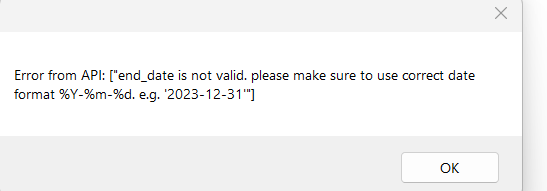 Error from API: ["end_date is not valid. please make sure to use correct date
format %Y-%m-%d. e.g. '2023-12-31'"]
OK